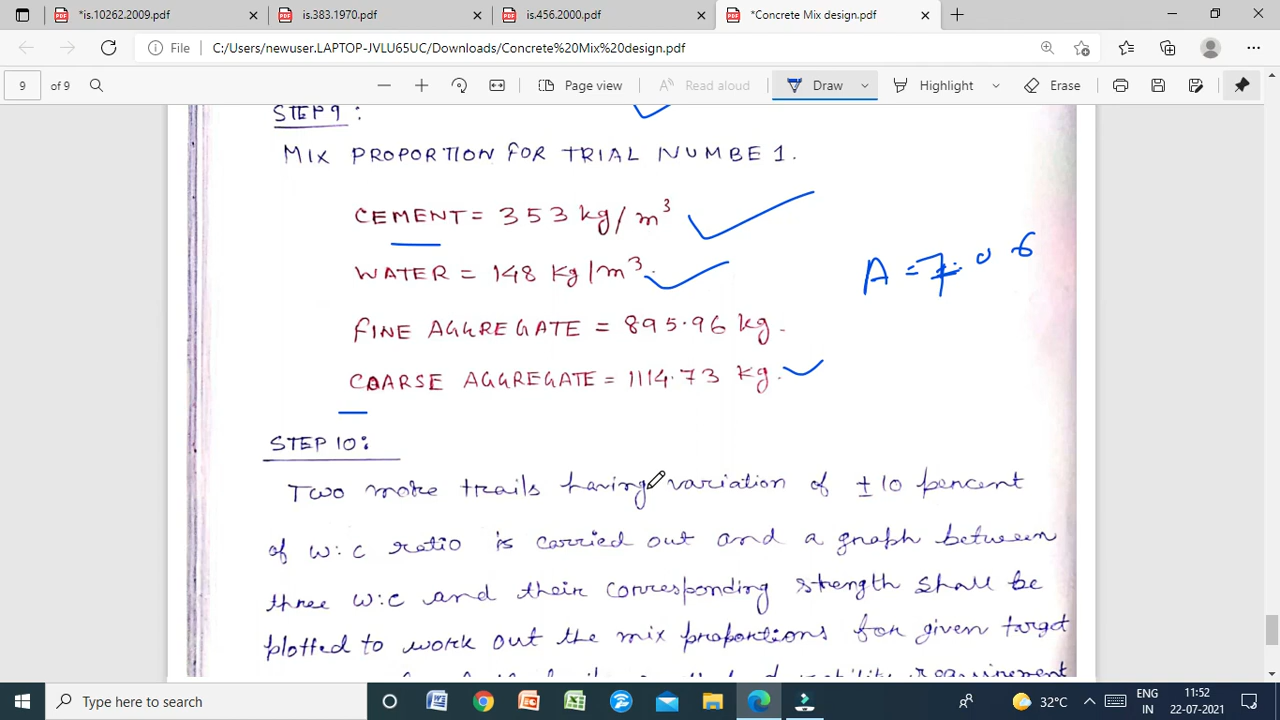 *is.10262.2009.pdf
is.383.1970.pdf
is.456.2000.pdf
*Concrete Mix design.pdf
File
C:/Users/newuser.LAPTOP-JVLU65UC/Downloads/Concrete%20Mix%20design.pdf
9 of 9
Page view
Read aloud
Draw
Highlight
Erase
STEP 9 :
MIX PROPORTION FOR TRIAL NUMBE 1.
CEMENT = 353 kg/m³
WATER = 148 Kg/m³.
A = 7.06
FINE AGGREGATE = 895.96 kg.
COARSE AGGREGATE = 1114.73 kg.
STEP 10:
Two more trails having variation of ±10 percent
of w:c ratio is carried out and a graph between
three w:c and their corresponding strength shall be
plotted to work out the mix proportions for given target
Type here to search
32°C
ENG
IN
11:52
22-07-2021